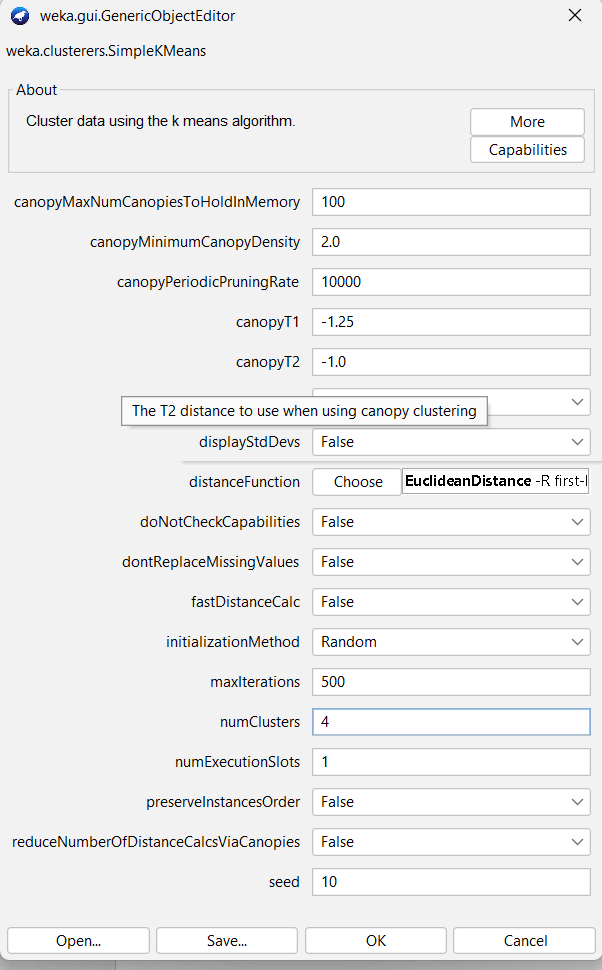 weka.gui.GenericObjectEditor
weka.clusterers.SimpleKMeans
About
Cluster data using the k means algorithm.
More
Capabilities
canopyMaxNumCanopiesToHoldInMemory 100
canopyMinimumCanopyDensity 2.0
canopyPeriodicPruningRate 10000
canopyT1 -1.25
canopyT2 -1.0
The T2 distance to use when using canopy clustering
displayStdDevs False
distanceFunction Choose EuclideanDistance -R first-l
doNotCheckCapabilities False
dontReplaceMissingValues False
fastDistanceCalc False
initializationMethod Random
maxIterations 500
numClusters 4
numExecutionSlots 1
preserveInstancesOrder False
reduceNumberOfDistanceCalcsViaCanopies False
seed 10
Open... Save... OK Cancel